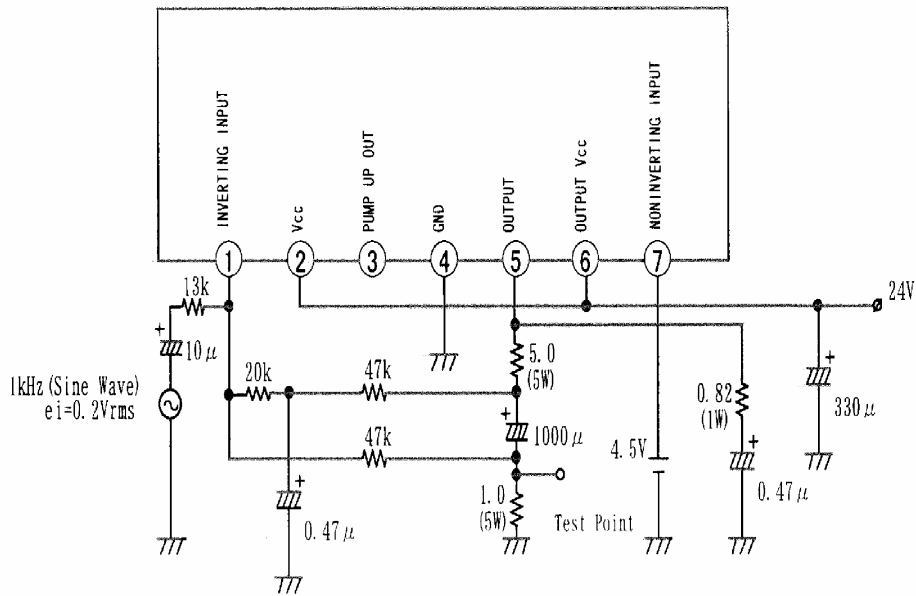 INVERTING INPUT
Vcc
PUMP UP OUT
GND
OUTPUT
OUTPUT Vcc
NONINVERTING INPUT
1
2
3
4
5
6
7
13k
24V
+
10μ
5.0
(5W)
20k
47k
1kHz(Sine Wave)
ei=0.2Vrms
0.82
(1W)
+
330μ
+
1000μ
47k
4.5V
+
0.47μ
1.0
(5W)
Test Point
+
0.47μ